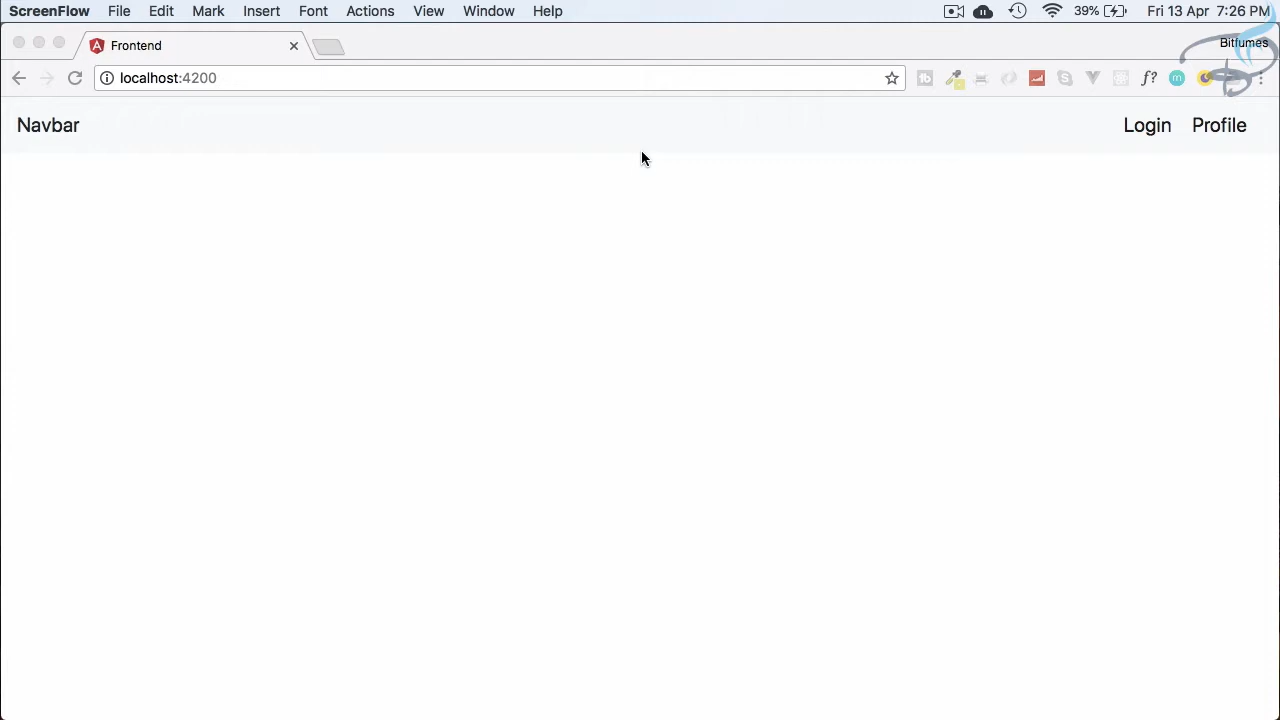 ScreenFlow File Edit Mark Insert Font Actions View Window Help 39% Fri 13 Apr 7:26 PM
Frontend Bitfumes
localhost:4200 fb f? m
Navbar Login Profile